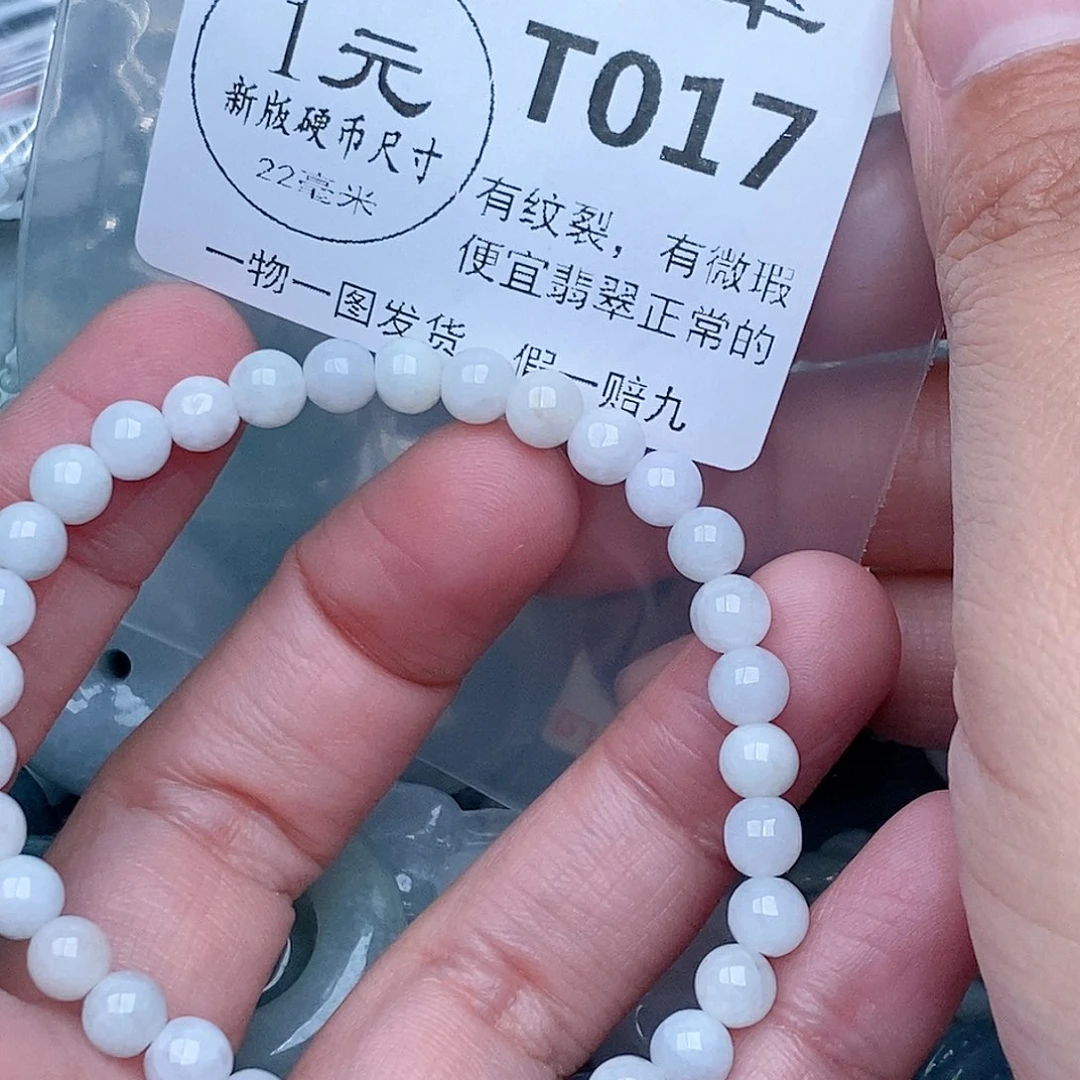 1元
新版硬币尺寸
22毫米
T017
有纹裂，有微瑕
便宜翡翠正常的
一物一图发货 假一赔九